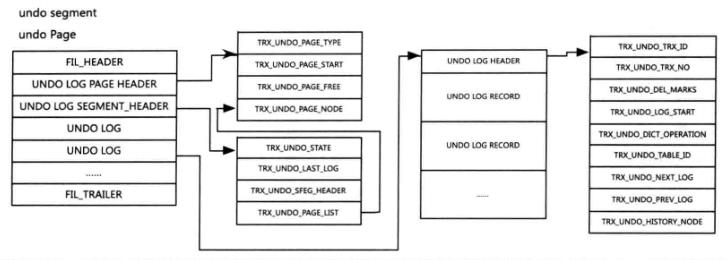 undo segment
undo Page
FIL_HEADER
UNDO LOG PAGE HEADER
UNDO LOG SEGMENT_HEADER
UNDO LOG
UNDO LOG
......
FIL_TRAILER
TRX_UNDO_PAGE_TYPE
TRX_UNDO_PAGE_START
TRX_UNDO_PAGE_FREE
TRX_UNDO_PAGE_NODE
TRX_UNDO_STATE
TRX_UNDO_LAST_LOG
TRX_UNDO_SFEG_HEADER
TRX_UNDO_PAGE_LIST
UNDO LOG HEADER
UNDO LOG RECORD
UNDO LOG RECORD
......
TRX_UNDO_TRX_ID
TRX_UNDO_TRX_NO
TRX_UNDO_DEL_MARKS
TRX_UNDO_LOG_START
TRX_UNDO_DICT_OPERATION
TRX_UNDO_TABLE_ID
TRX_UNDO_NEXT_LOG
TRX_UNDO_PREV_LOG
TRX_UNDO_HISTORY_NODE